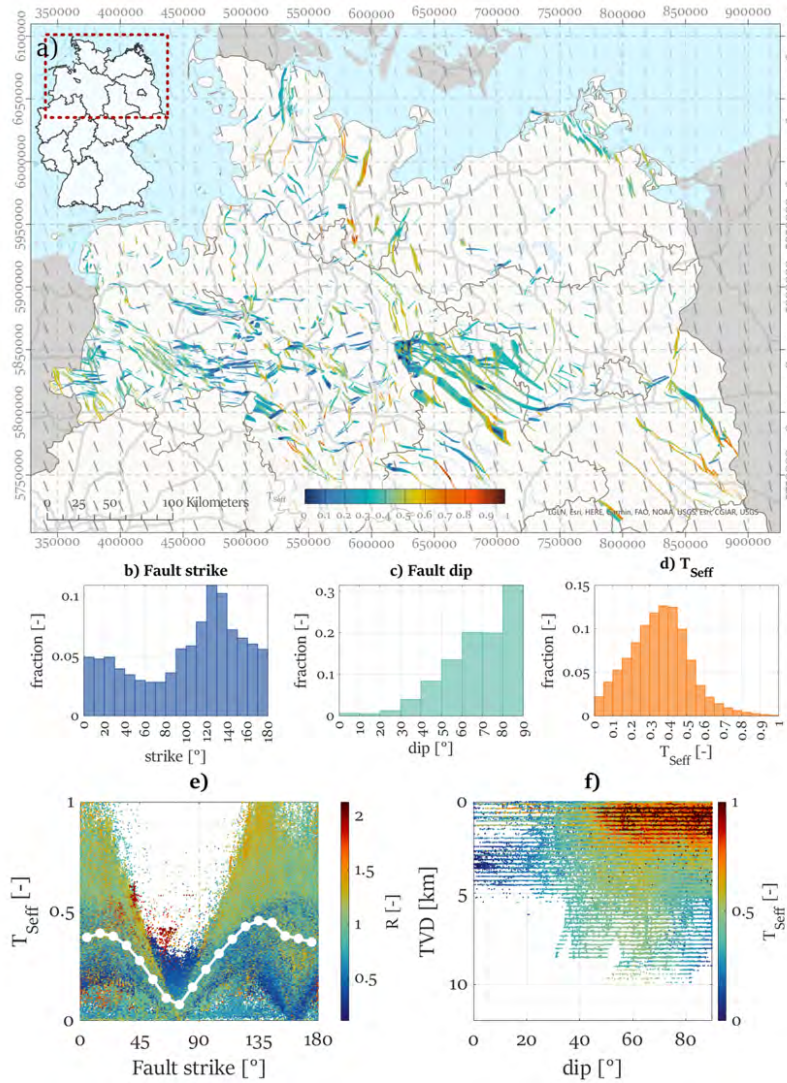 350000 400000 450000 500000 550000 600000 650000 700000 750000 800000 850000 900000
a)
6100000
6050000
6000000
5950000
5900000
5850000
5800000
5750000
0 25 50 100 Kilometers
T_Seff
0 0.1 0.2 0.3 0.4 0.5 0.6 0.7 0.8 0.9 1
LGLN, Esri, HERE, Garmin, FAO, NOAA, USGS, Esri, CGIAR, USGS
350000 400000 450000 500000 550000 600000 650000 700000 750000 800000 850000 900000
b) Fault strike
fraction [-]
0.1
0.05
0
0 20 40 60 80 100 120 140 160 180
strike [°]
c) Fault dip
fraction [-]
0.3
0.2
0.1
0
0 10 20 30 40 50 60 70 80 90
dip [°]
d) T_Seff
fraction [-]
0.15
0.10
0.05
0
0 0.1 0.2 0.3 0.4 0.5 0.6 0.7 0.8 0.9 1
T_Seff [-]
e)
T_Seff [-]
1
0.5
0
0 45 90 135 180
Fault strike [°]
2
1.5
1
0.5
R [-]
f)
TVD [km]
0
5
10
0 20 40 60 80
dip [°]
1
0.5
0
T_Seff [-]